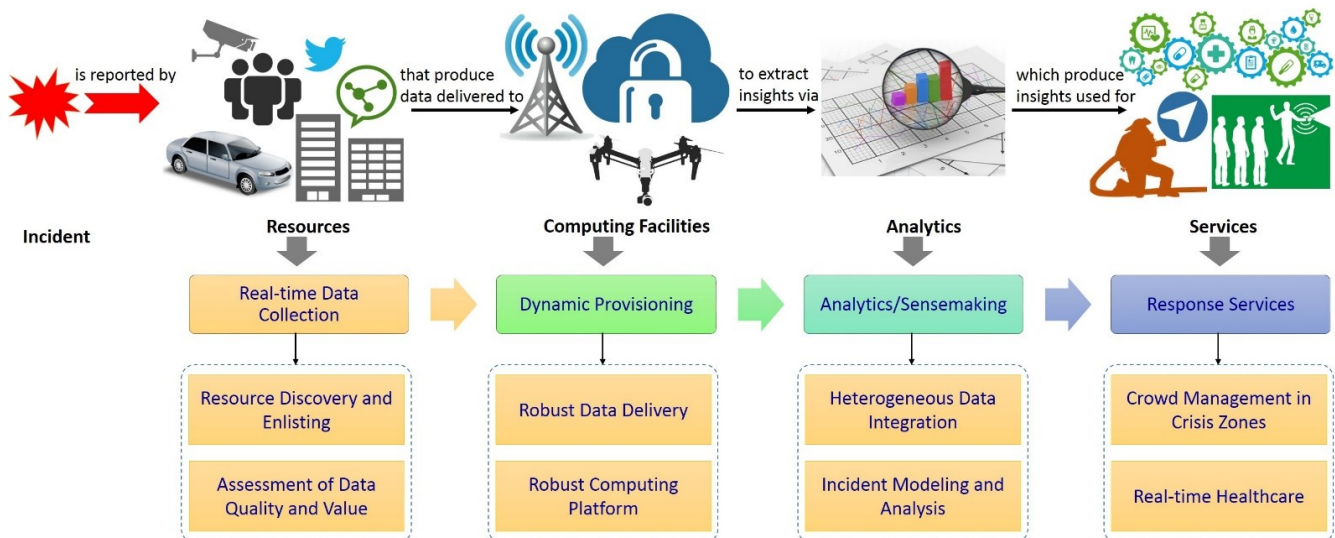 is reported by
that produce
data delivered to
to extract
insights via
which produce
insights used for
Incident
Resources
Computing Facilities
Analytics
Services
Real-time Data
Collection
Dynamic Provisioning
Analytics/Sensemaking
Response Services
Resource Discovery and
Enlisting
Robust Data Delivery
Heterogeneous Data
Integration
Crowd Management in
Crisis Zones
Assessment of Data
Quality and Value
Robust Computing
Platform
Incident Modeling and
Analysis
Real-time Healthcare